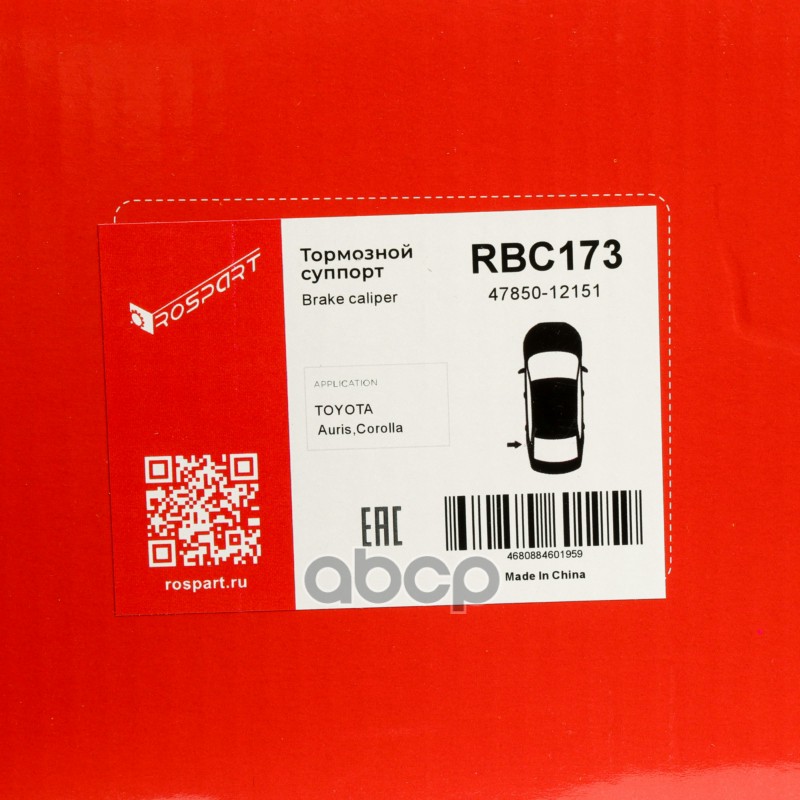 ROSPART
Тормозной
суппорт
Brake caliper
RBC173
47850-12151
APPLICATION
TOYOTA
Auris,Corolla
EAC
4680884601959
Made In China
rospart.ru
abcp